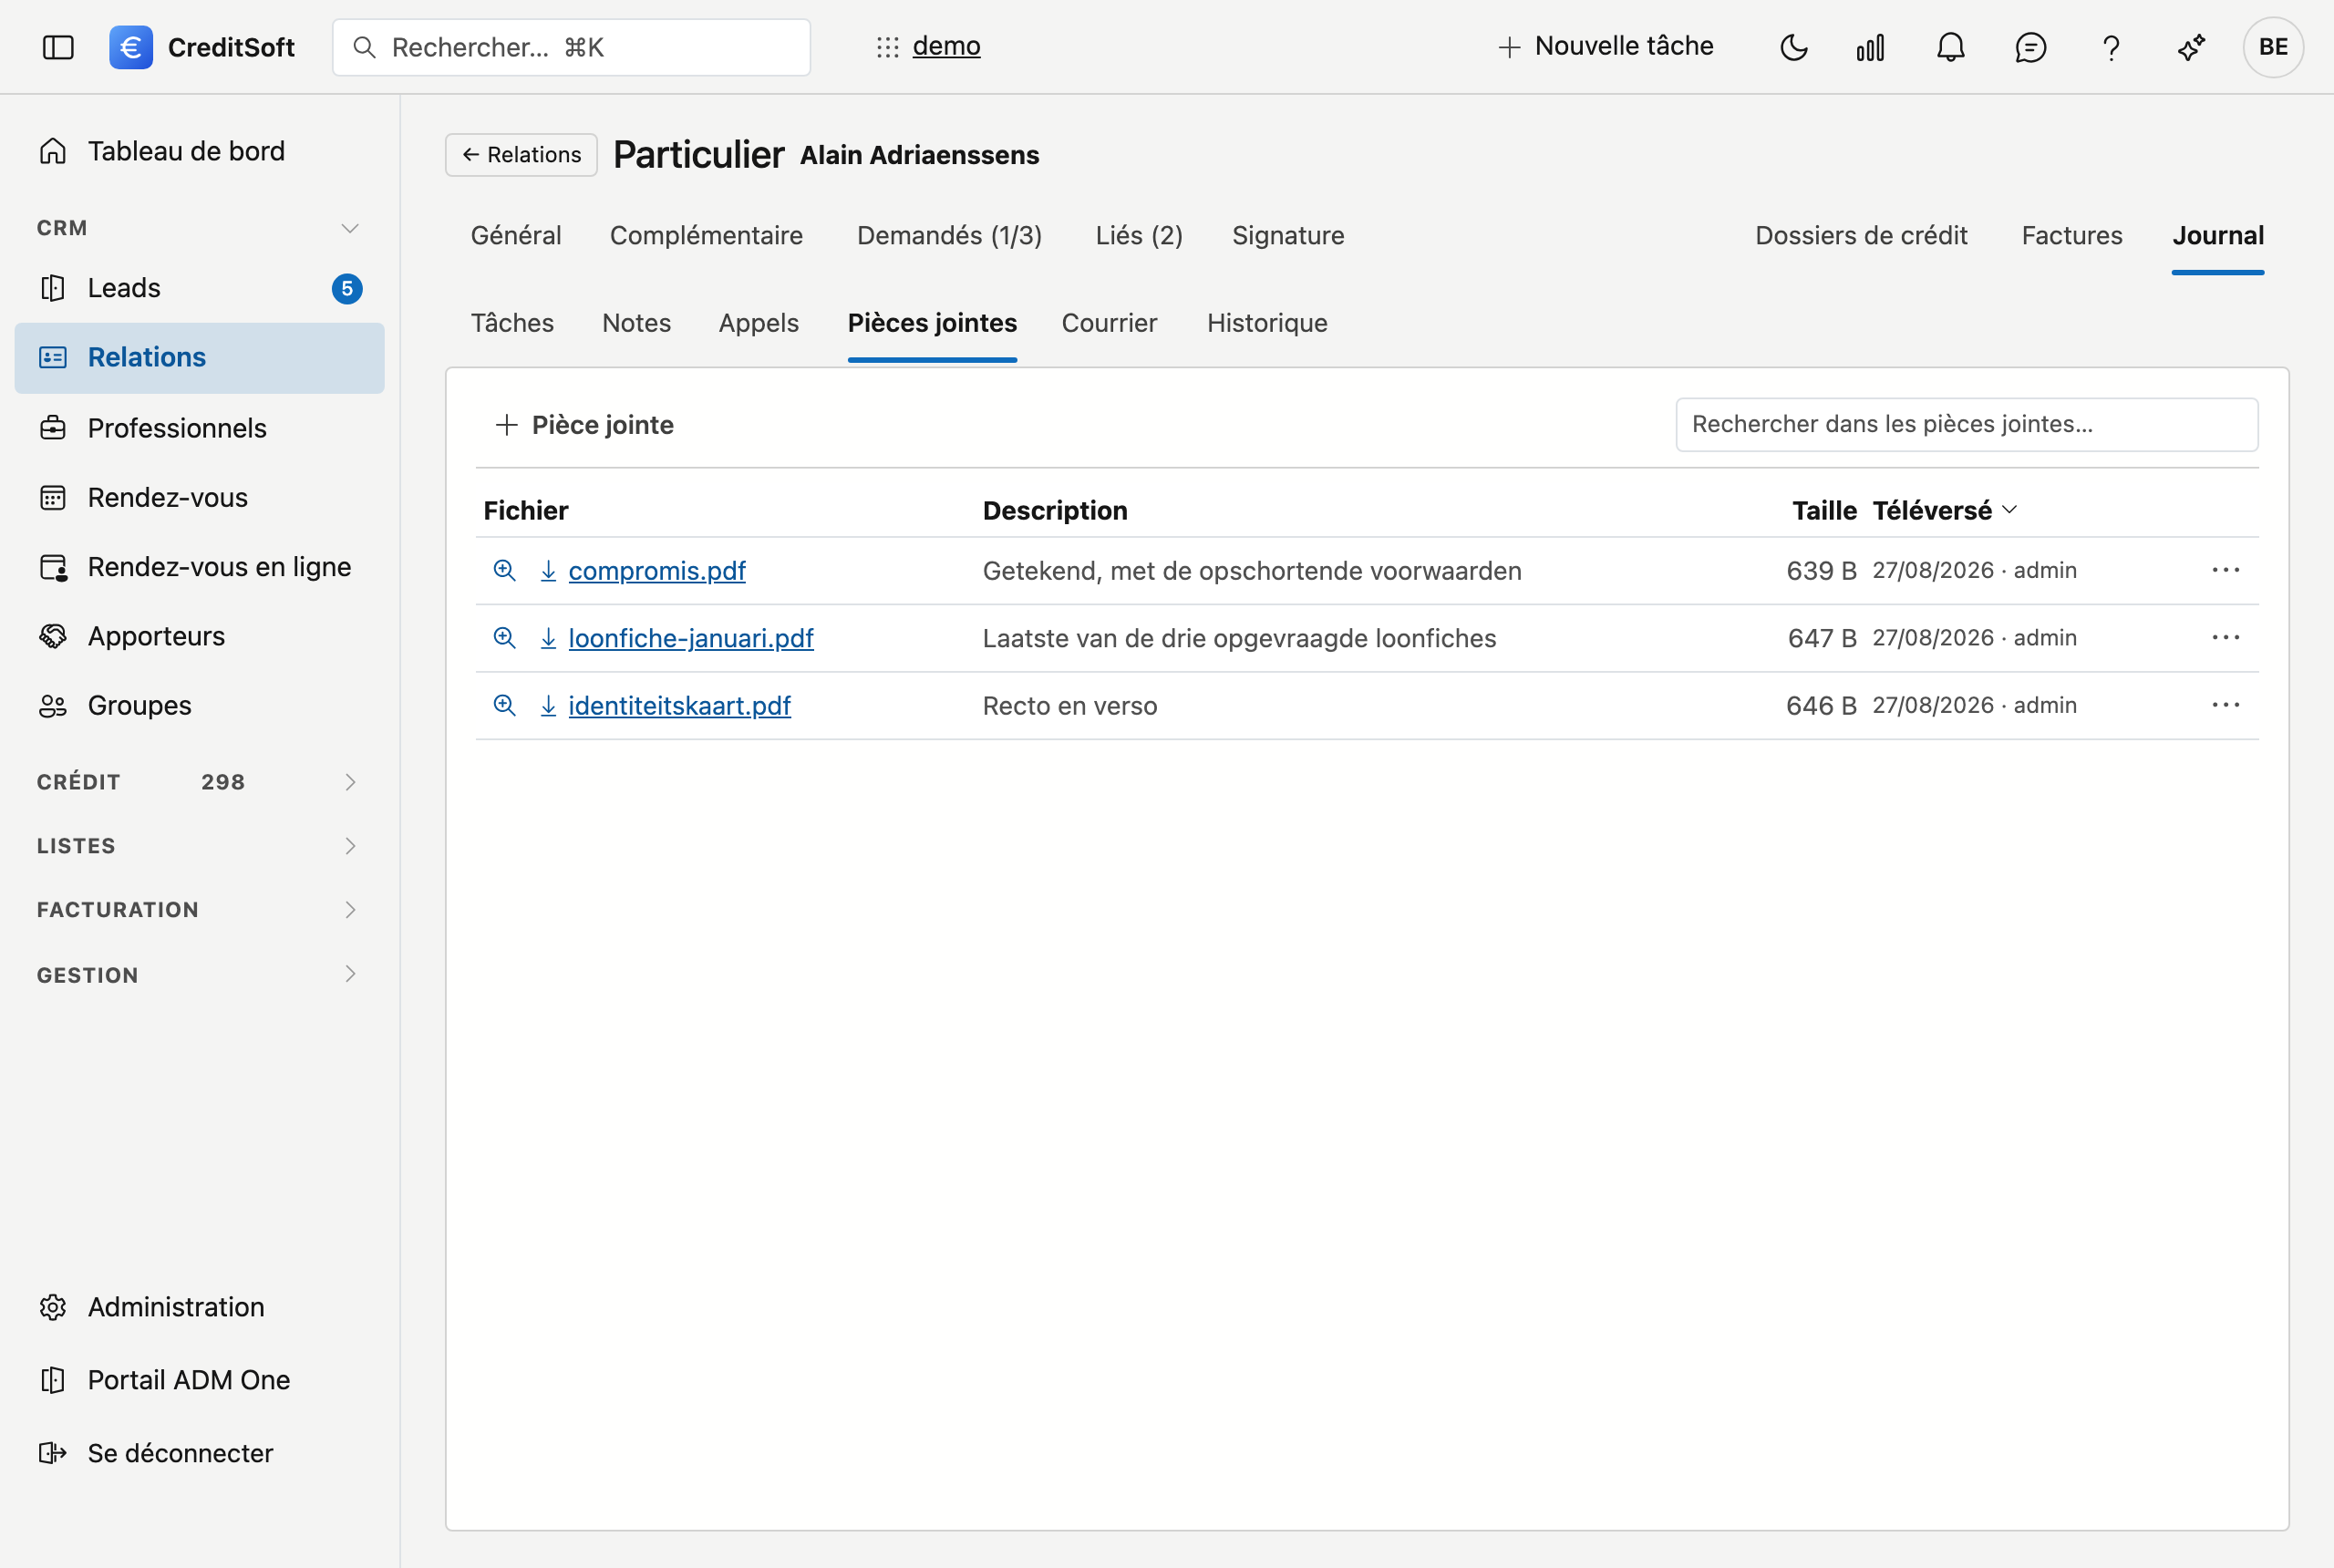 CreditSoft
Rechercher... ⌘K
demo
Nouvelle tâche
BE
Tableau de bord
CRM
Leads 5
Relations
Professionnels
Rendez-vous
Rendez-vous en ligne
Apporteurs
Groupes
CRÉDIT 298
LISTES
FACTURATION
GESTION
Administration
Portail ADM One
Se déconnecter
← Relations Particulier Alain Adriaenssens
Général Complémentaire Demandés (1/3) Liés (2) Signature Dossiers de crédit Factures Journal
Tâches Notes Appels Pièces jointes Courrier Historique
Pièce jointe Rechercher dans les pièces jointes...
Fichier Description Taille Téléversé
compromis.pdf Getekend, met de opschortende voorwaarden 639 B 27/08/2026 · admin
loonfiche-januari.pdf Laatste van de drie opgevraagde loonfiches 647 B 27/08/2026 · admin
identiteitskaart.pdf Recto en verso 646 B 27/08/2026 · admin